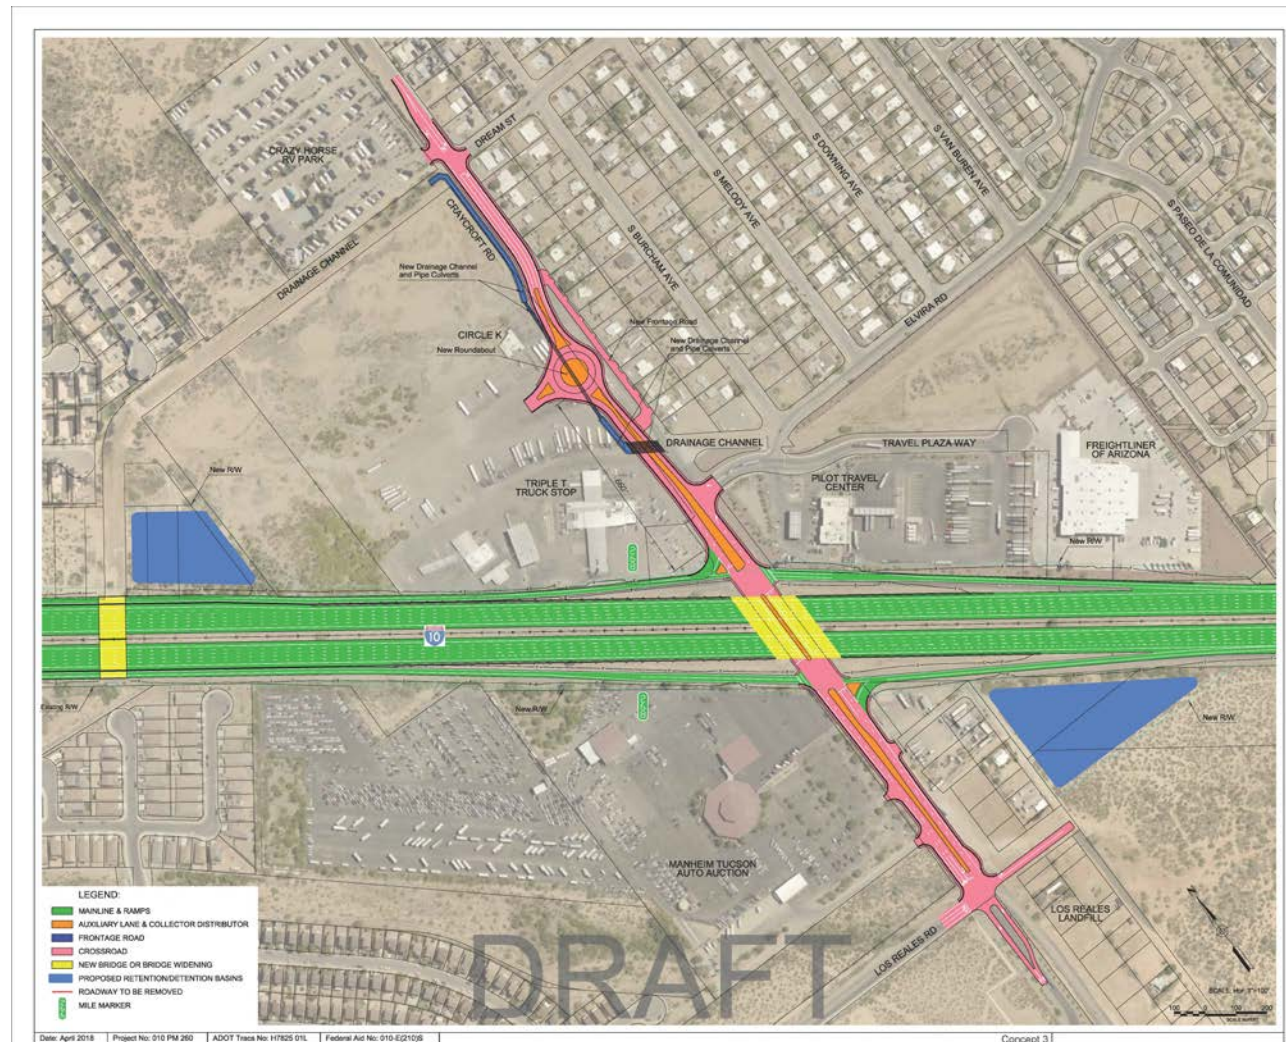 CRAZY HORSE
RV PARK
DREAM ST
S VAN BUREN AVE
S DOWNING AVE
S MELODY AVE
S PASEO DE LA COMUNIDAD
CRAYCROFT RD
S BURCHAM AVE
DRAINAGE CHANNEL
New Drainage Channel
and Pipe Culverts
ELVIRA RD
CIRCLE K
New Roundabout
New Frontage Road
New Drainage Channel
and Pipe Culverts
DRAINAGE CHANNEL
TRAVEL PLAZA WAY
FREIGHTLINER
OF ARIZONA
New R/W
TRIPLE T
TRUCK STOP
660'
PILOT TRAVEL
CENTER
New R/W
10
Existing R/W
New R/W
New R/W
MANHEIM TUCSON
AUTO AUCTION
LOS REALES
LANDFILL
LOS REALES RD
LEGEND:
MAINLINE & RAMPS
AUXILIARY LANE & COLLECTOR DISTRIBUTOR
FRONTAGE ROAD
CROSSROAD
NEW BRIDGE OR BRIDGE WIDENING
PROPOSED RETENTION/DETENTION BASINS
ROADWAY TO BE REMOVED
MILE MARKER
DRAFT
100 0 100 200
Date: April 2018
Project No: 010 PM 260
ADOT Tracs No: H7825 01L
Federal Aid No: 010-E(210)S
Concept 3